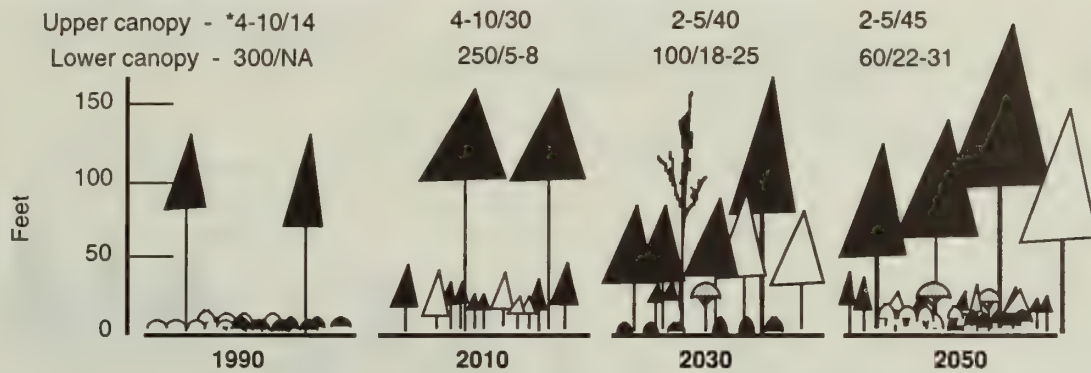 Upper canopy - *4-10/14 4-10/30 2-5/40 2-5/45
Lower canopy - 300/NA 250/5-8 100/18-25 60/22-31
150
100
50
0
Feet
1990 2010 2030 2050